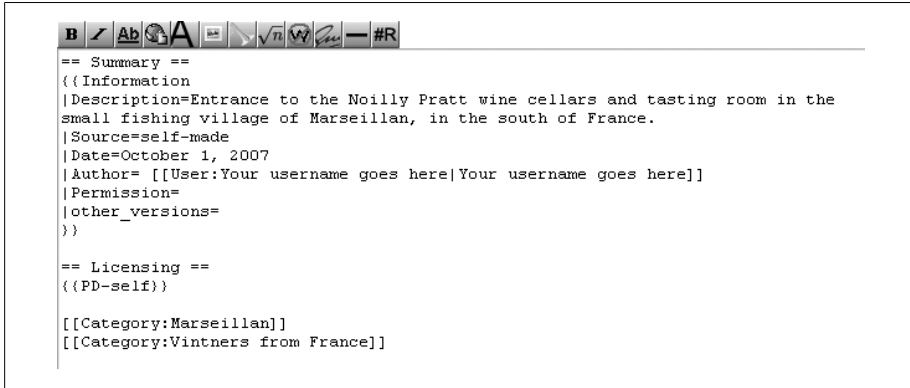 B I Ab A √n W #R
== Summary ==
{{Information
|Description=Entrance to the Noilly Pratt wine cellars and tasting room in the
small fishing village of Marseillan, in the south of France.
|Source=self-made
|Date=October 1, 2007
|Author= [[User:Your username goes here|Your username goes here]]
|Permission=
|other_versions=
}}
== Licensing ==
{{PD-self}}
[[Category:Marseillan]]
[[Category:Vintners from France]]